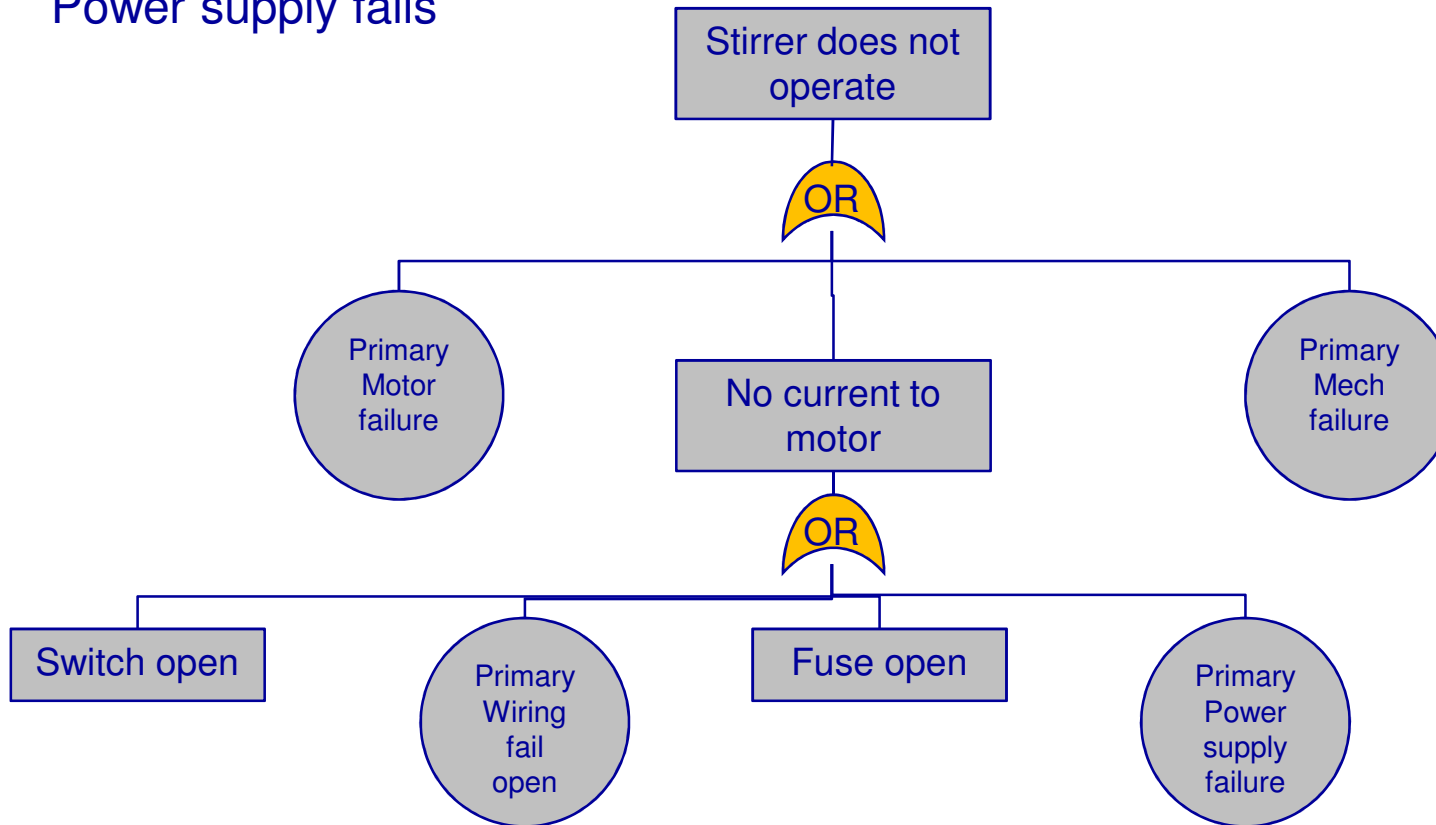 Power supply fails
Stirrer does not
operate
OR
Primary
Motor
failure
No current to
motor
Primary
Mech
failure
OR
Switch open
Primary
Wiring
fail
open
Fuse open
Primary
Power
supply
failure